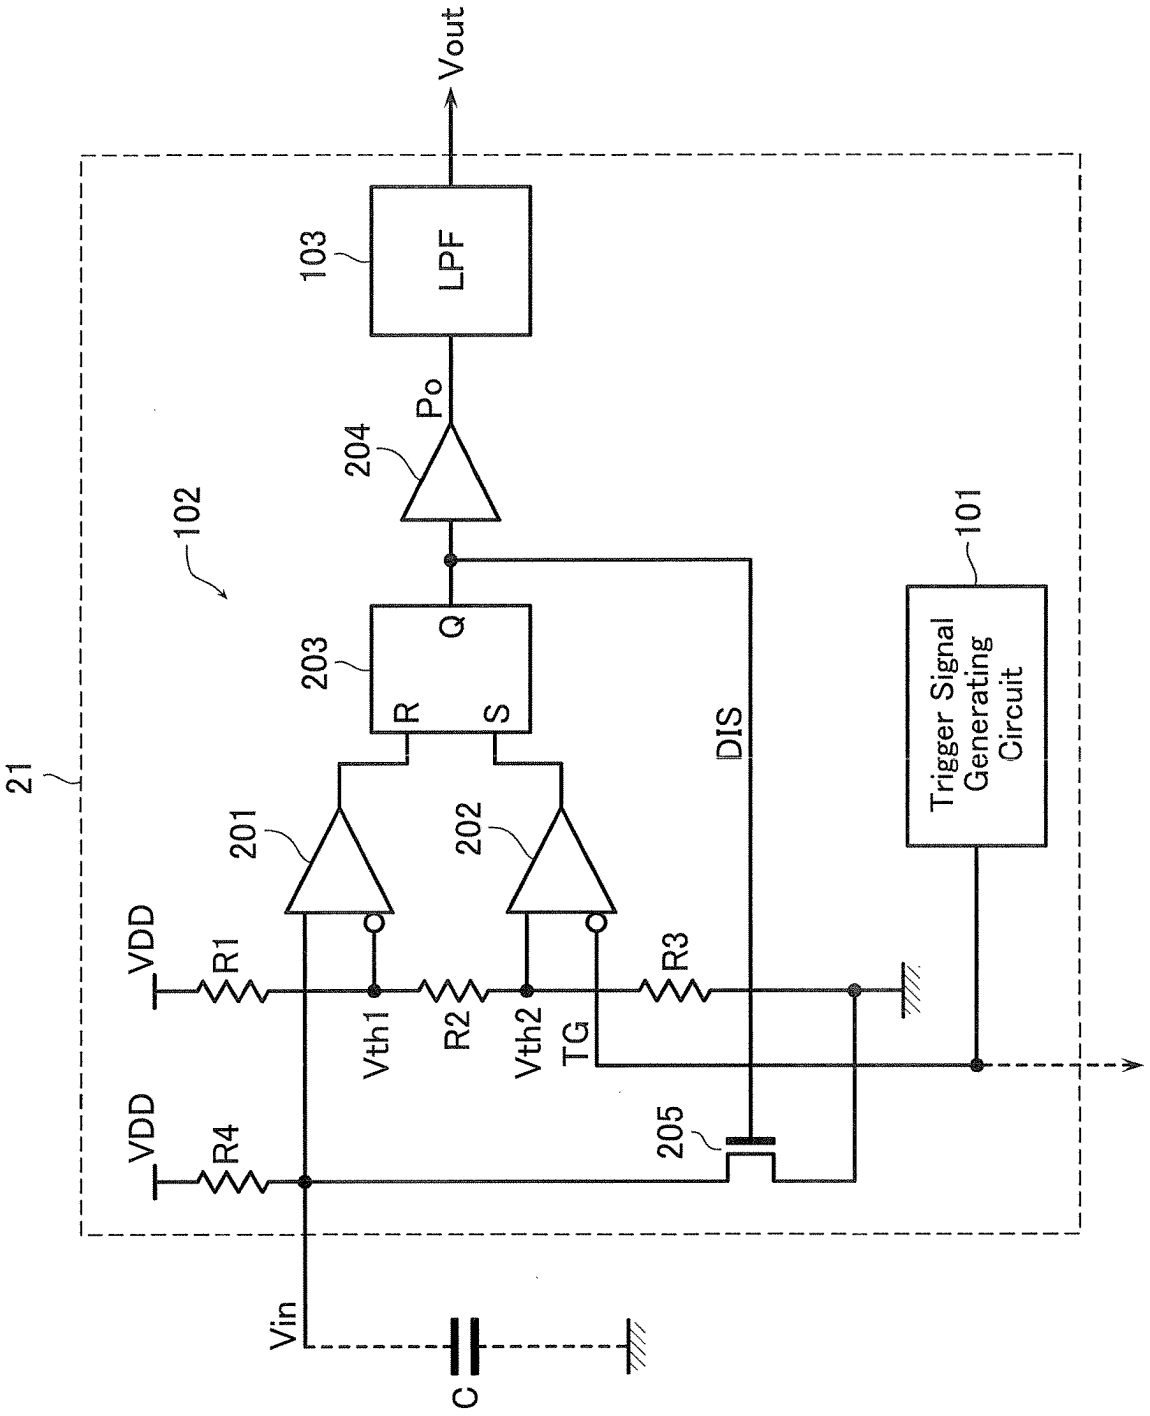 21
102
VDD
VDD
R4
R1
Vin
C
Vth1
R2
Vth2
TG
R3
201
202
203
R
S
Q
204
Po
103
LPF
Vout
205
DIS
101
Trigger Signal
Generating
Circuit